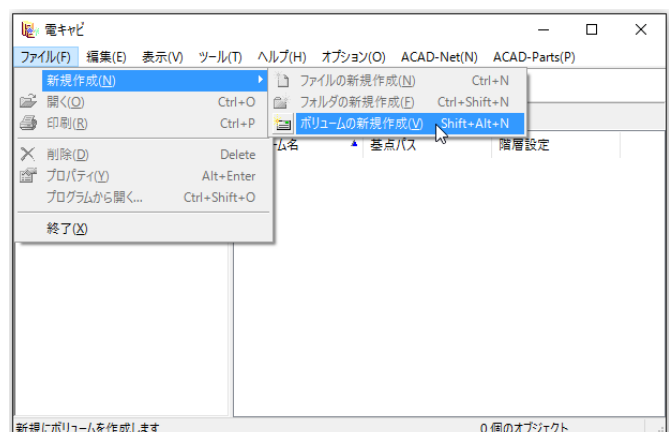 電キャビ
ファイル(F) 編集(E) 表示(V) ツール(T) ヘルプ(H) オプション(O) ACAD-Net(N) ACAD-Parts(P)
新規作成(N)
開く(O) Ctrl+O
印刷(R) Ctrl+P
削除(D) Delete
プロパティ(Y) Alt+Enter
プログラムから開く... Ctrl+Shift+O
終了(X)
ファイルの新規作成(N) Ctrl+N
フォルダの新規作成(F) Ctrl+Shift+N
ボリュームの新規作成(V) Shift+Alt+N
ーム名 基点パス 階層設定
新規にボリュームを作成します 0 個のオブジェクト